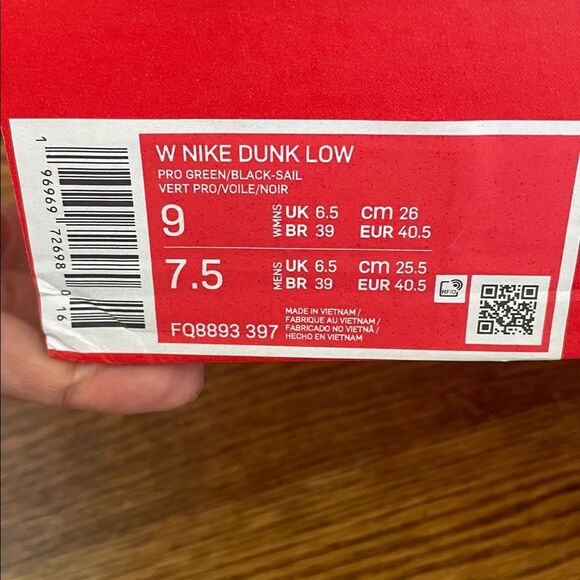 W NIKE DUNK LOW
PRO GREEN/BLACK-SAIL
VERT PRO/VOILE/NOIR
9 WMNS UK 6.5 cm 26
BR 39 EUR 40.5
7.5 MENS UK 6.5 cm 25.5
BR 39 EUR 40.5
RFID
FQ8893 397
MADE IN VIETNAM /
FABRIQUE AU VIETNAM /
FABRICADO NO VIETNÃ /
HECHO EN VIETNAM
1 96969 72698 0 16